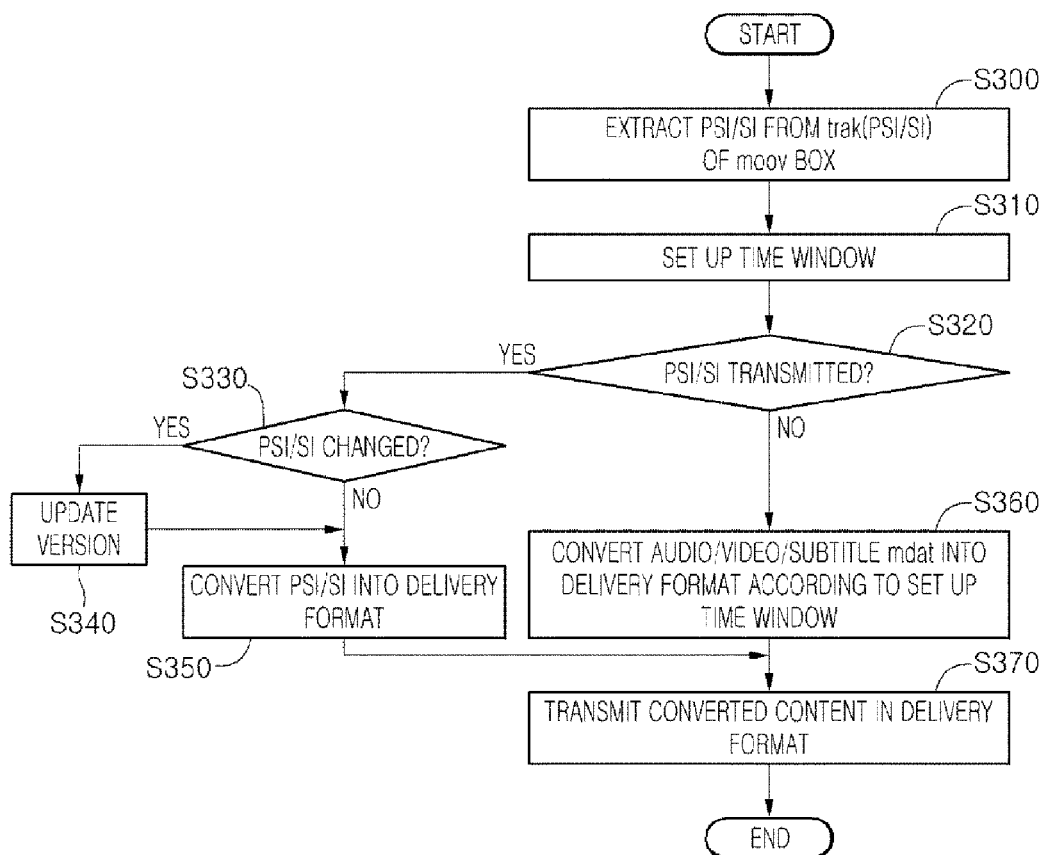 START
S300
EXTRACT PSI/SI FROM trak(PSI/SI)
OF moov BOX
S310
SET UP TIME WINDOW
S320
PSI/SI TRANSMITTED?
YES
NO
S330
PSI/SI CHANGED?
YES
NO
UPDATE
VERSION
S340
CONVERT PSI/SI INTO DELIVERY
FORMAT
S350
S360
CONVERT AUDIO/VIDEO/SUBTITLE mdat INTO
DELIVERY FORMAT ACCORDING TO SET UP
TIME WINDOW
S370
TRANSMIT CONVERTED CONTENT IN DELIVERY
FORMAT
END